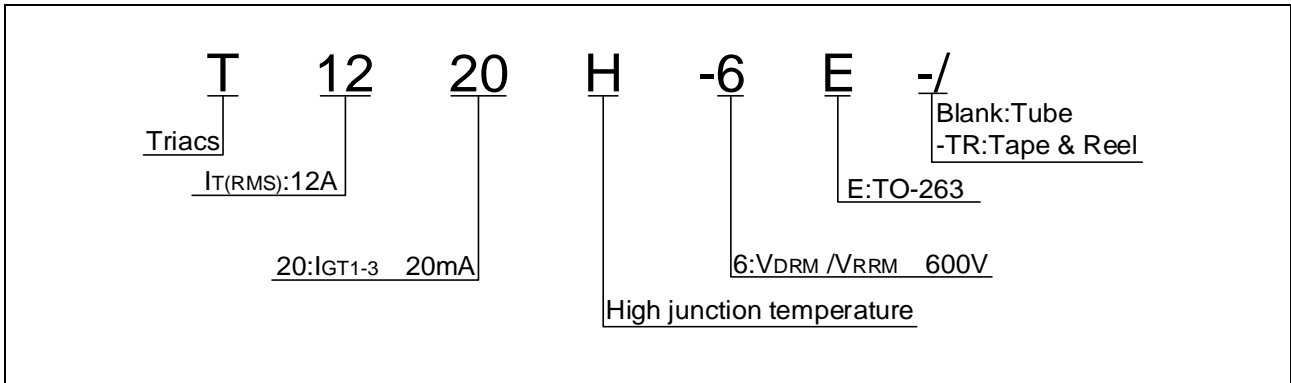 T 12 20 H -6 E -/
Blank:Tube
-TR:Tape & Reel
Triacs
IT(RMS):12A
E:TO-263
20:IGT1-3 20mA
6:VDRM /VRRM 600V
High junction temperature